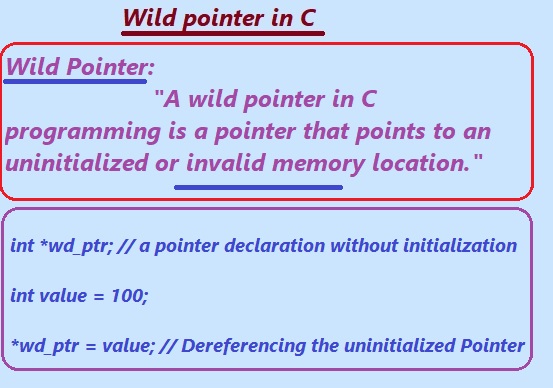 Wild pointer in C
Wild Pointer:
"A wild pointer in C
programming is a pointer that points to an
uninitialized or invalid memory location."
int *wd_ptr; // a pointer declaration without initialization
int value = 100;
*wd_ptr = value; // Dereferencing the uninitialized Pointer